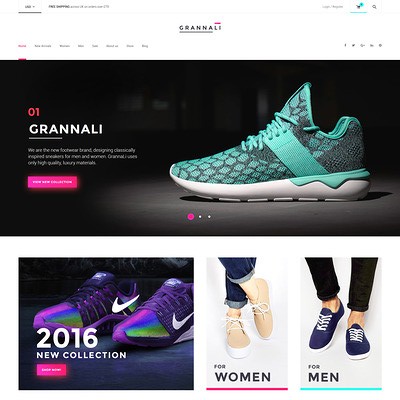 USD
FREE SHIPPING across UK on orders over £75
Login / Register
GRANNALI
Home
New Arrivals
Women
Men
Sale
About us
Store
Blog
01
GRANNALI
We are the new footwear brand, designing classically
inspired sneakers for men and women. GrannaLi uses
only high quality, luxury materials.
VIEW NEW COLLECTION
2016
NEW COLLECTION
SHOP NOW!
FOR
WOMEN
FOR
MEN